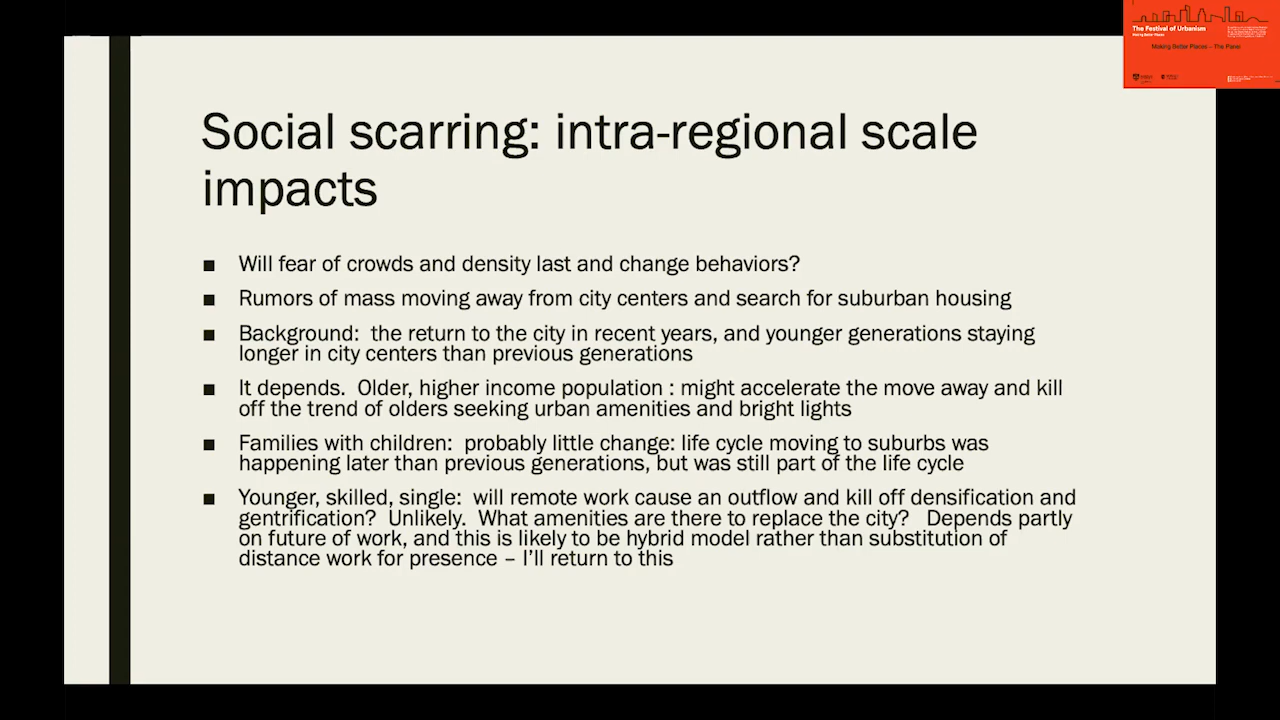 The Festival of Urbanism
Making Better Places
Making Better Places – The Panel
Social scarring: intra-regional scale
impacts
■ Will fear of crowds and density last and change behaviors?
■ Rumors of mass moving away from city centers and search for suburban housing
■ Background:  the return to the city in recent years, and younger generations staying
longer in city centers than previous generations
■ It depends.  Older, higher income population : might accelerate the move away and kill
off the trend of olders seeking urban amenities and bright lights
■ Families with children:  probably little change: life cycle moving to suburbs was
happening later than previous generations, but was still part of the life cycle
■ Younger, skilled, single:  will remote work cause an outflow and kill off densification and
gentrification?  Unlikely.  What amenities are there to replace the city?   Depends partly
on future of work, and this is likely to be hybrid model rather than substitution of
distance work for presence – I’ll return to this